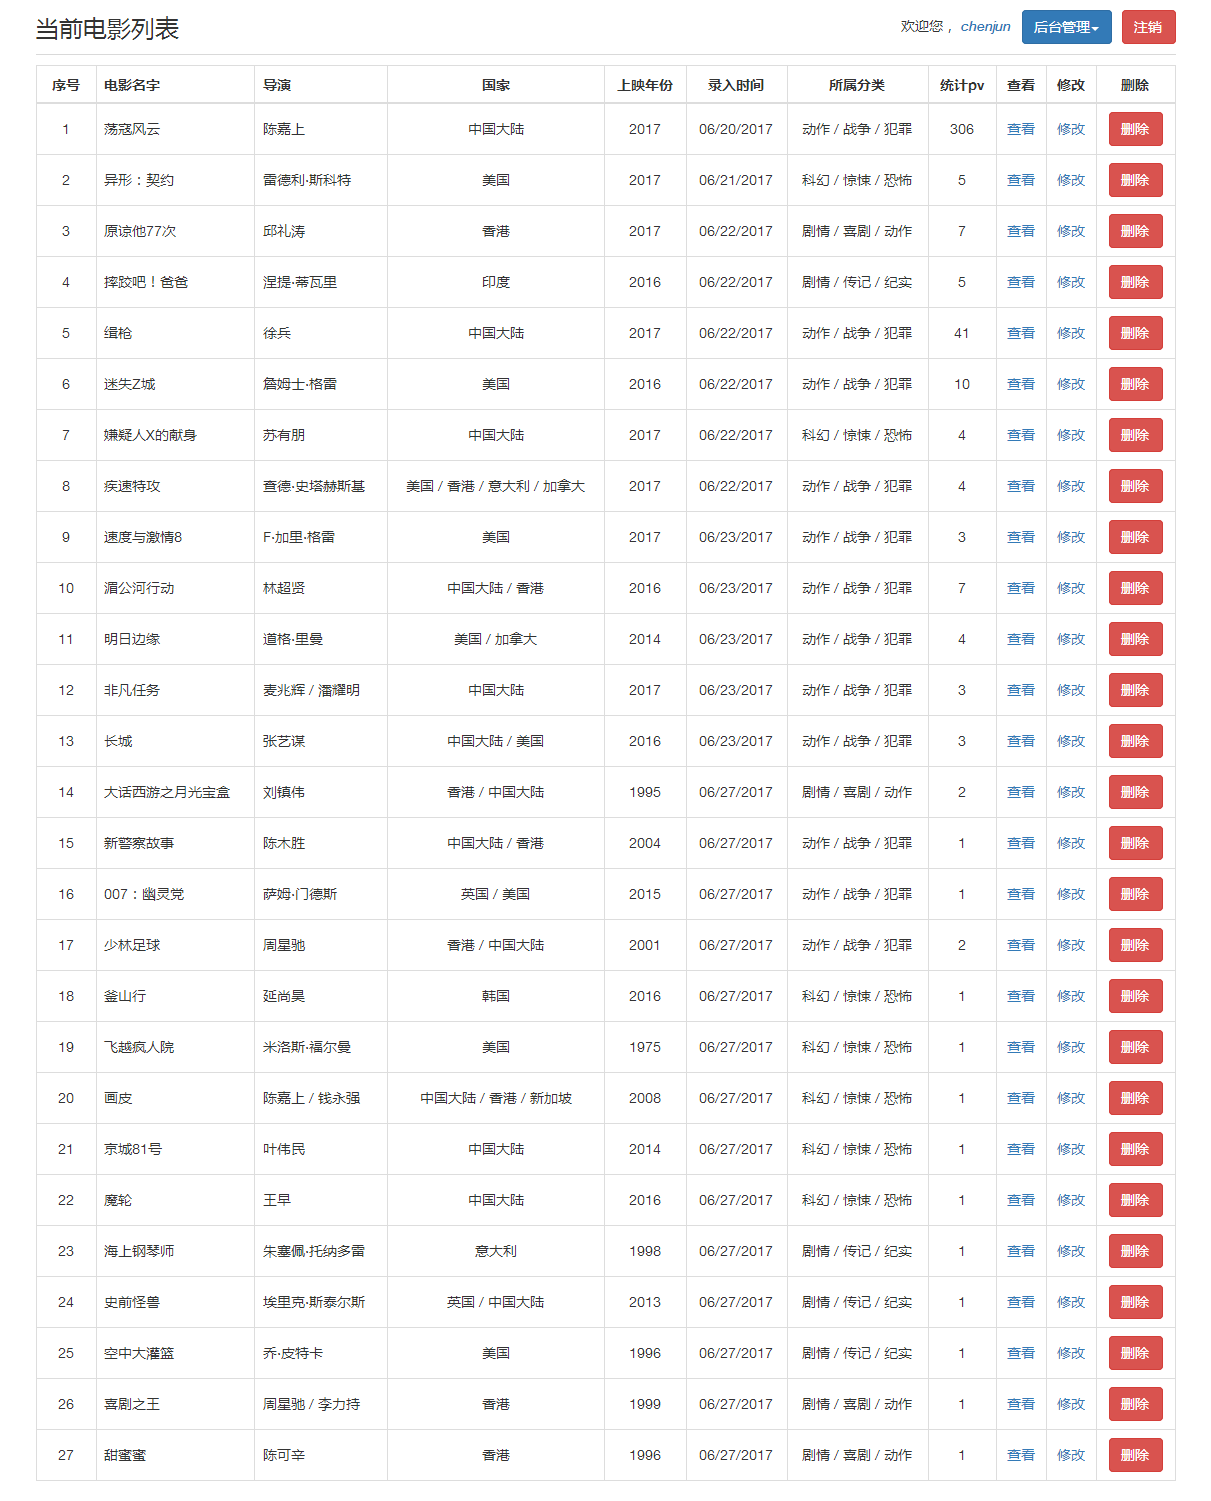 当前电影列表 欢迎您， chenjun 后台管理 注销
序号 电影名字 导演 国家 上映年份 录入时间 所属分类 统计pv 查看 修改 删除
1 荡寇风云 陈嘉上 中国大陆 2017 06/20/2017 动作 / 战争 / 犯罪 306 查看 修改 删除
2 异形：契约 雷德利·斯科特 美国 2017 06/21/2017 科幻 / 惊悚 / 恐怖 5 查看 修改 删除
3 原谅他77次 邱礼涛 香港 2017 06/22/2017 剧情 / 喜剧 / 动作 7 查看 修改 删除
4 摔跤吧！爸爸 涅提·蒂瓦里 印度 2016 06/22/2017 剧情 / 传记 / 纪实 5 查看 修改 删除
5 缉枪 徐兵 中国大陆 2017 06/22/2017 动作 / 战争 / 犯罪 41 查看 修改 删除
6 迷失Z城 詹姆士·格雷 美国 2016 06/22/2017 动作 / 战争 / 犯罪 10 查看 修改 删除
7 嫌疑人X的献身 苏有朋 中国大陆 2017 06/22/2017 科幻 / 惊悚 / 恐怖 4 查看 修改 删除
8 疾速特攻 查德·史塔赫斯基 美国 / 香港 / 意大利 / 加拿大 2017 06/22/2017 动作 / 战争 / 犯罪 4 查看 修改 删除
9 速度与激情8 F·加里·格雷 美国 2017 06/23/2017 动作 / 战争 / 犯罪 3 查看 修改 删除
10 湄公河行动 林超贤 中国大陆 / 香港 2016 06/23/2017 动作 / 战争 / 犯罪 7 查看 修改 删除
11 明日边缘 道格·里曼 美国 / 加拿大 2014 06/23/2017 动作 / 战争 / 犯罪 4 查看 修改 删除
12 非凡任务 麦兆辉 / 潘耀明 中国大陆 2017 06/23/2017 动作 / 战争 / 犯罪 3 查看 修改 删除
13 长城 张艺谋 中国大陆 / 美国 2016 06/23/2017 动作 / 战争 / 犯罪 3 查看 修改 删除
14 大话西游之月光宝盒 刘镇伟 香港 / 中国大陆 1995 06/27/2017 剧情 / 喜剧 / 动作 2 查看 修改 删除
15 新警察故事 陈木胜 中国大陆 / 香港 2004 06/27/2017 动作 / 战争 / 犯罪 1 查看 修改 删除
16 007：幽灵党 萨姆·门德斯 英国 / 美国 2015 06/27/2017 动作 / 战争 / 犯罪 1 查看 修改 删除
17 少林足球 周星驰 香港 / 中国大陆 2001 06/27/2017 动作 / 战争 / 犯罪 2 查看 修改 删除
18 釜山行 延尚昊 韩国 2016 06/27/2017 科幻 / 惊悚 / 恐怖 1 查看 修改 删除
19 飞越疯人院 米洛斯·福尔曼 美国 1975 06/27/2017 科幻 / 惊悚 / 恐怖 1 查看 修改 删除
20 画皮 陈嘉上 / 钱永强 中国大陆 / 香港 / 新加坡 2008 06/27/2017 科幻 / 惊悚 / 恐怖 1 查看 修改 删除
21 京城81号 叶伟民 中国大陆 2014 06/27/2017 科幻 / 惊悚 / 恐怖 1 查看 修改 删除
22 魔轮 王早 中国大陆 2016 06/27/2017 科幻 / 惊悚 / 恐怖 1 查看 修改 删除
23 海上钢琴师 朱塞佩·托纳多雷 意大利 1998 06/27/2017 剧情 / 传记 / 纪实 1 查看 修改 删除
24 史前怪兽 埃里克·斯泰尔斯 英国 / 中国大陆 2013 06/27/2017 剧情 / 传记 / 纪实 1 查看 修改 删除
25 空中大灌篮 乔·皮特卡 美国 1996 06/27/2017 剧情 / 传记 / 纪实 1 查看 修改 删除
26 喜剧之王 周星驰 / 李力持 香港 1999 06/27/2017 剧情 / 喜剧 / 动作 1 查看 修改 删除
27 甜蜜蜜 陈可辛 香港 1996 06/27/2017 剧情 / 喜剧 / 动作 1 查看 修改 删除